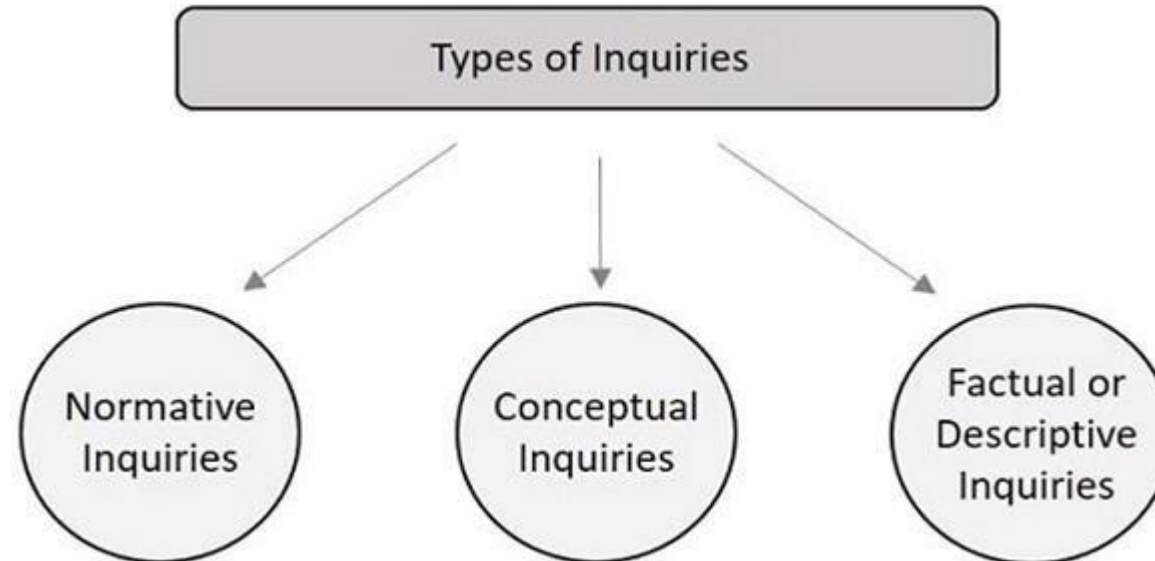 Types of Inquiries
Normative
Inquiries
Conceptual
Inquiries
Factual or
Descriptive
Inquiries